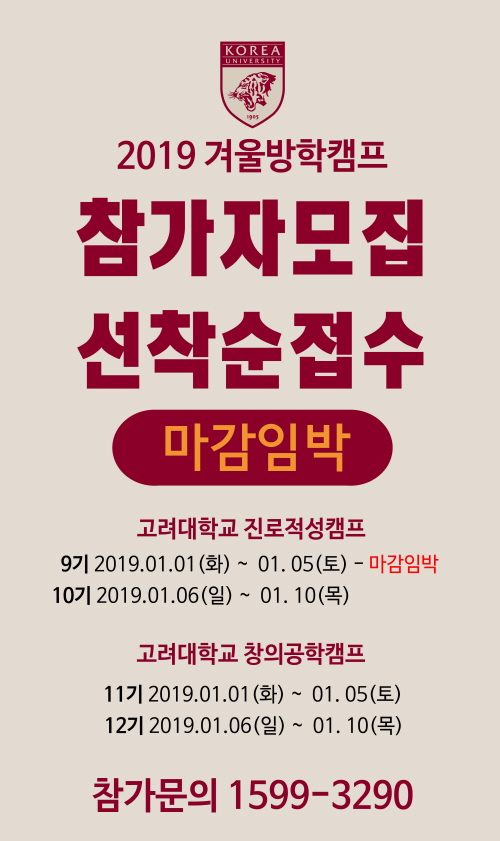 KOREA
UNIVERSITY
1905
2019 겨울방학캠프
참가자모집
선착순접수
마감임박
고려대학교 진로적성캠프
9기 2019.01.01(화) ~ 01. 05(토) - 마감임박
10기 2019.01.06(일) ~ 01. 10(목)
고려대학교 창의공학캠프
11기 2019.01.01(화) ~ 01. 05(토)
12기 2019.01.06(일) ~ 01. 10(목)
참가문의 1599-3290